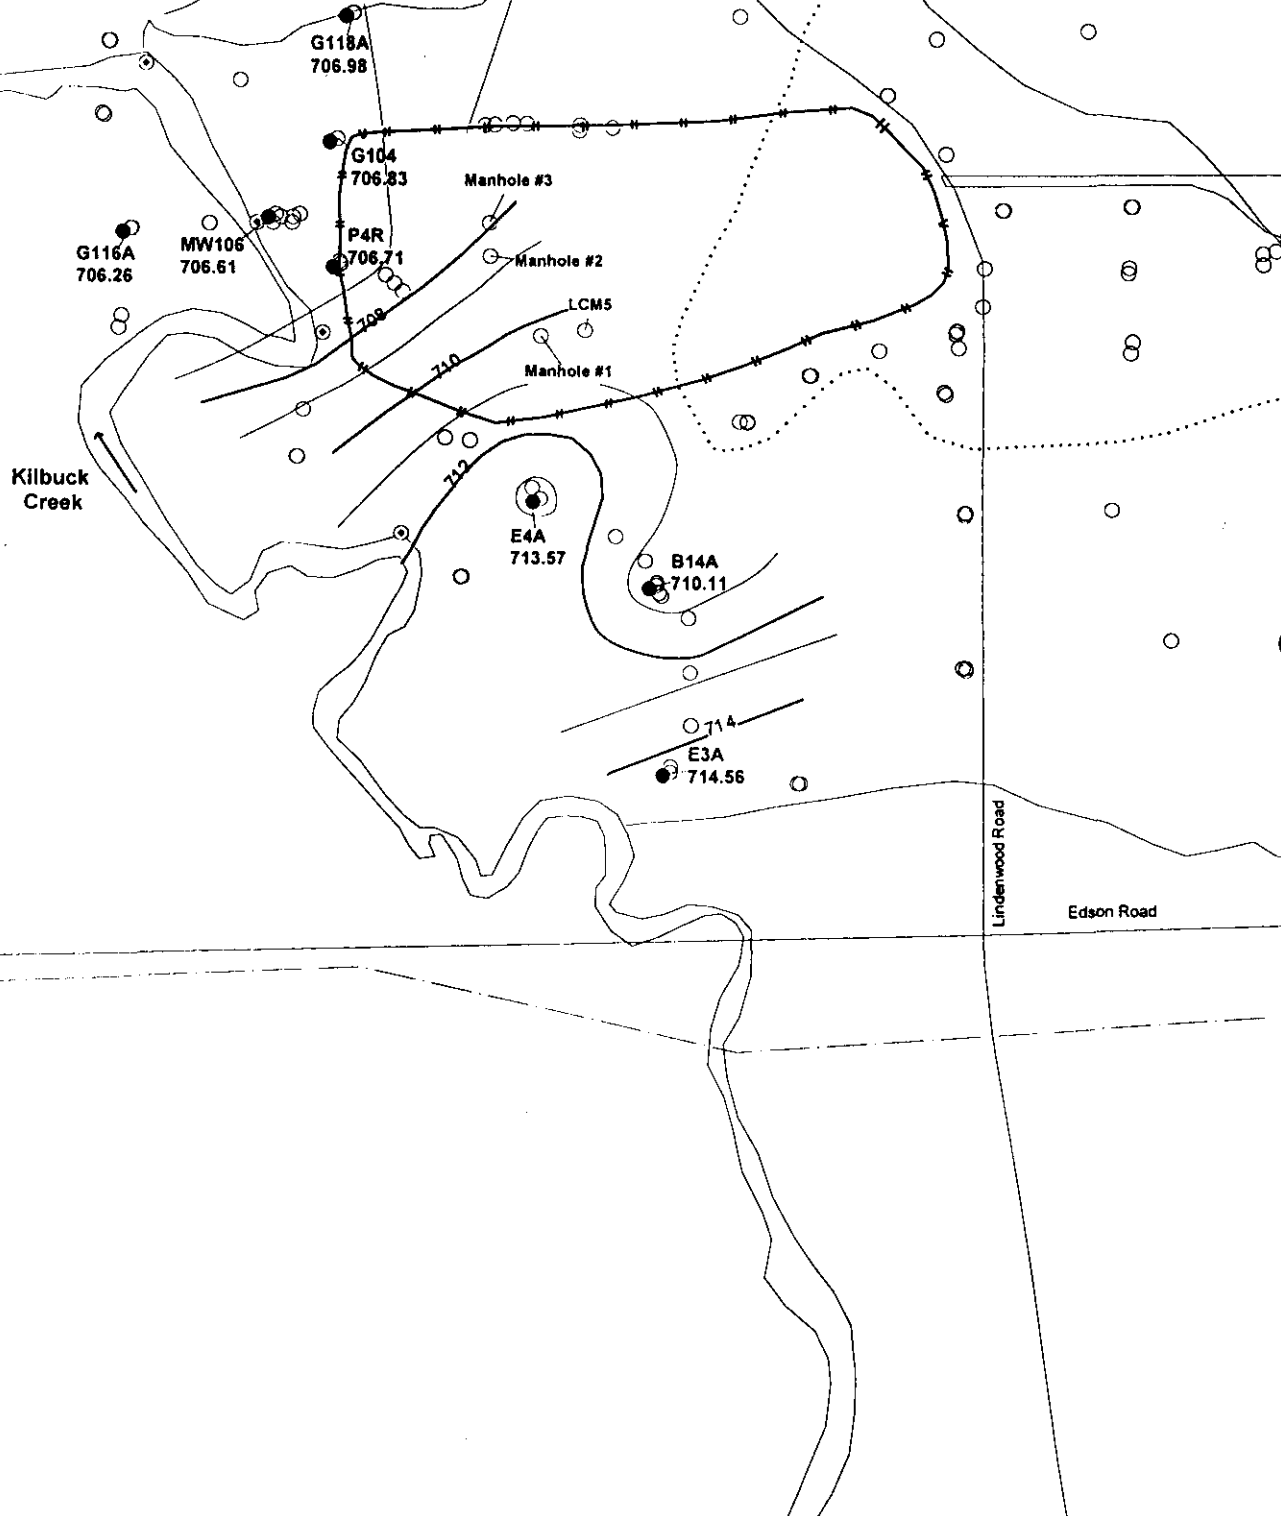 G118A
706.98
G104
706.83
Manhole #3
P4R
706.71
MW106
706.61
G116A
706.26
Manhole #2
LCM5
708
710
Manhole #1
712
Kilbuck
Creek
E4A
713.57
B14A
710.11
714
E3A
714.56
Lindenwood Road
Edson Road